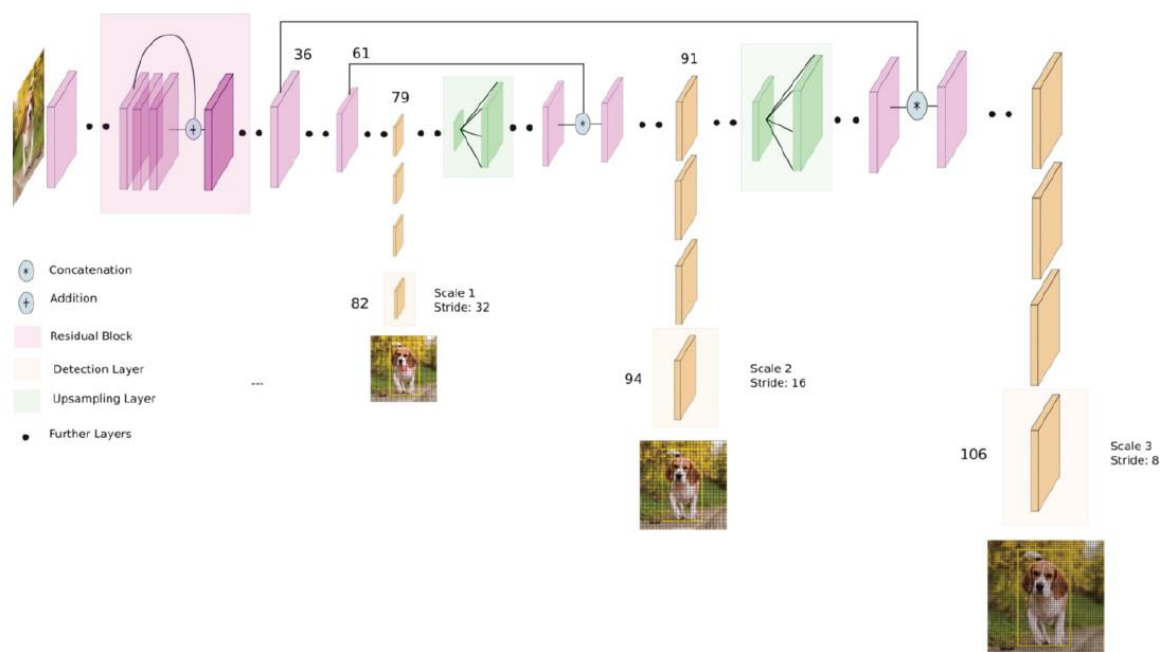 36
61
91
79
*
+
*
Concatenation
Addition
Residual Block
Detection Layer
Upsampling Layer
Further Layers
*
+
---
82
Scale 1
Stride: 32
94
Scale 2
Stride: 16
106
Scale 3
Stride: 8